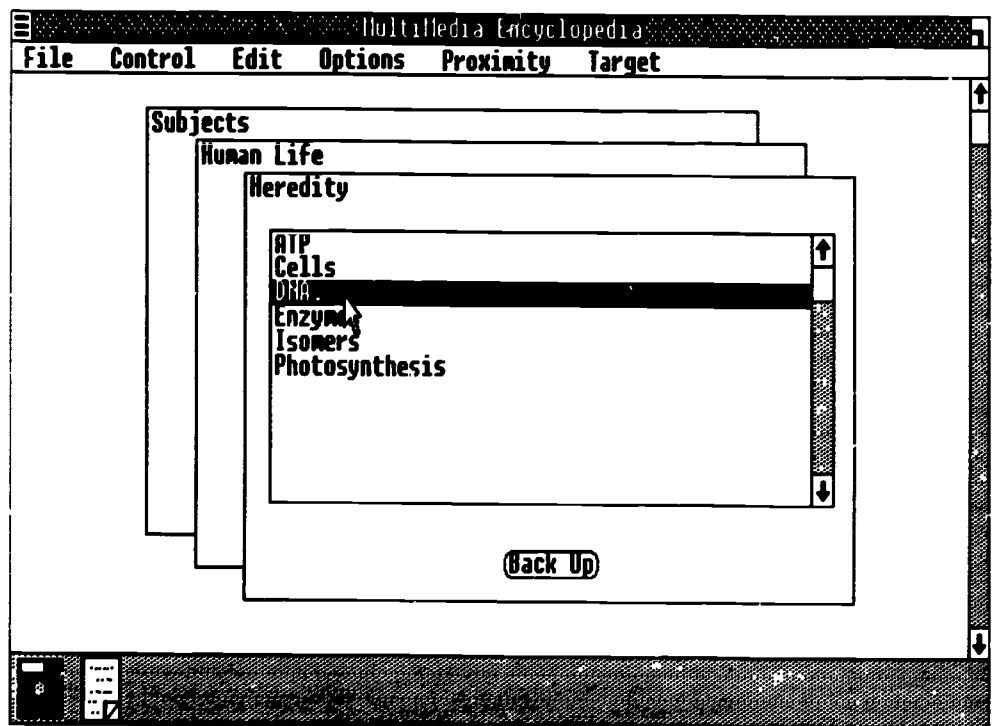 MultiMedia Encyclopedia
File Control Edit Options Proximity Target
Subjects
Human Life
Heredity
ATP
Cells
DNA
Enzymes
Isomers
Photosynthesis
Back Up